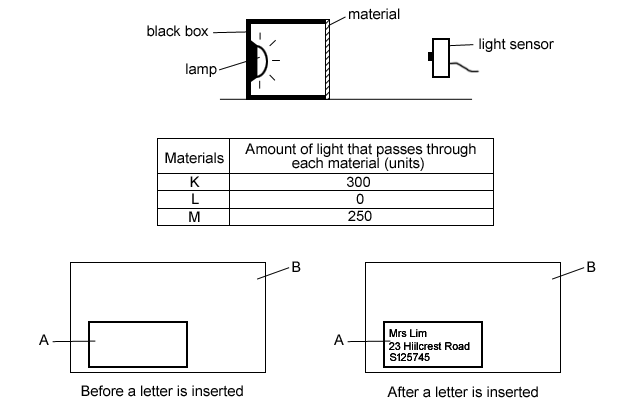 material
black box
light sensor
lamp
Materials
Amount of light that passes through
each material (units)
K 300
L 0
M 250
B
A
Before a letter is inserted
B
A
Mrs Lim
23 Hillcrest Road
S125745
After a letter is inserted